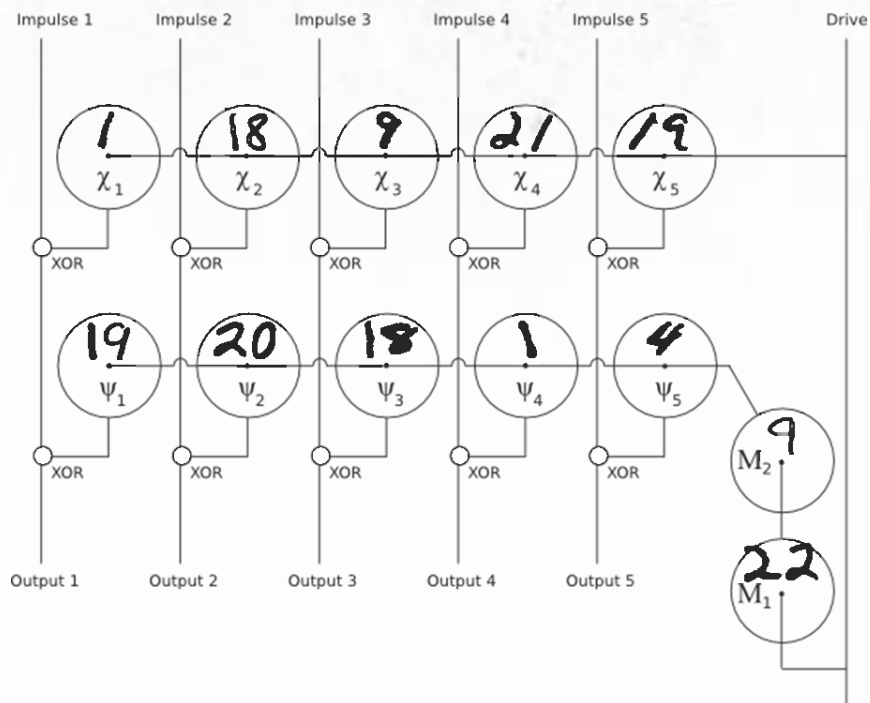 Impulse 1 Impulse 2 Impulse 3 Impulse 4 Impulse 5 Drive
1 18 9 21 19
χ1 χ2 χ3 χ4 χ5
XOR XOR XOR XOR XOR
19 20 18 1 4
ψ1 ψ2 ψ3 ψ4 ψ5
9
M2
XOR XOR XOR XOR XOR
22
Output 1 Output 2 Output 3 Output 4 Output 5
M1